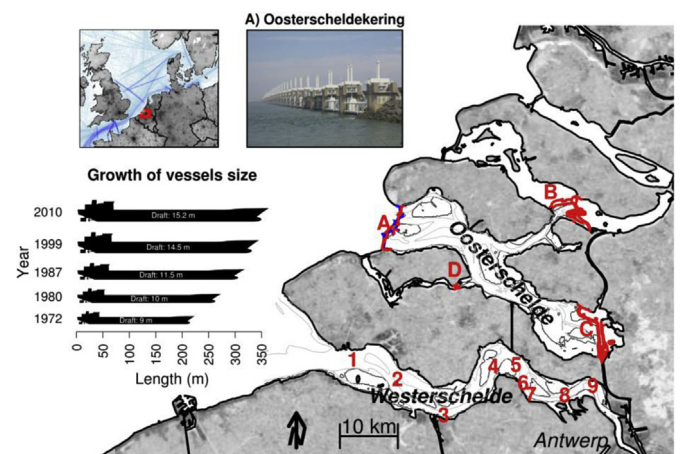 A) Oosterscheldekering
Growth of vessels size
Year
2010
Draft: 15.2 m
1999
Draft: 14.5 m
1987
Draft: 11.5 m
1980
Draft: 10 m
1972
Draft: 9 m
0
50
100
150
200
250
300
350
Length (m)
A
B
C
D
Oosterschelde
1
2
3
4
5
6
7
8
9
Westerschelde
10 km
Antwerp